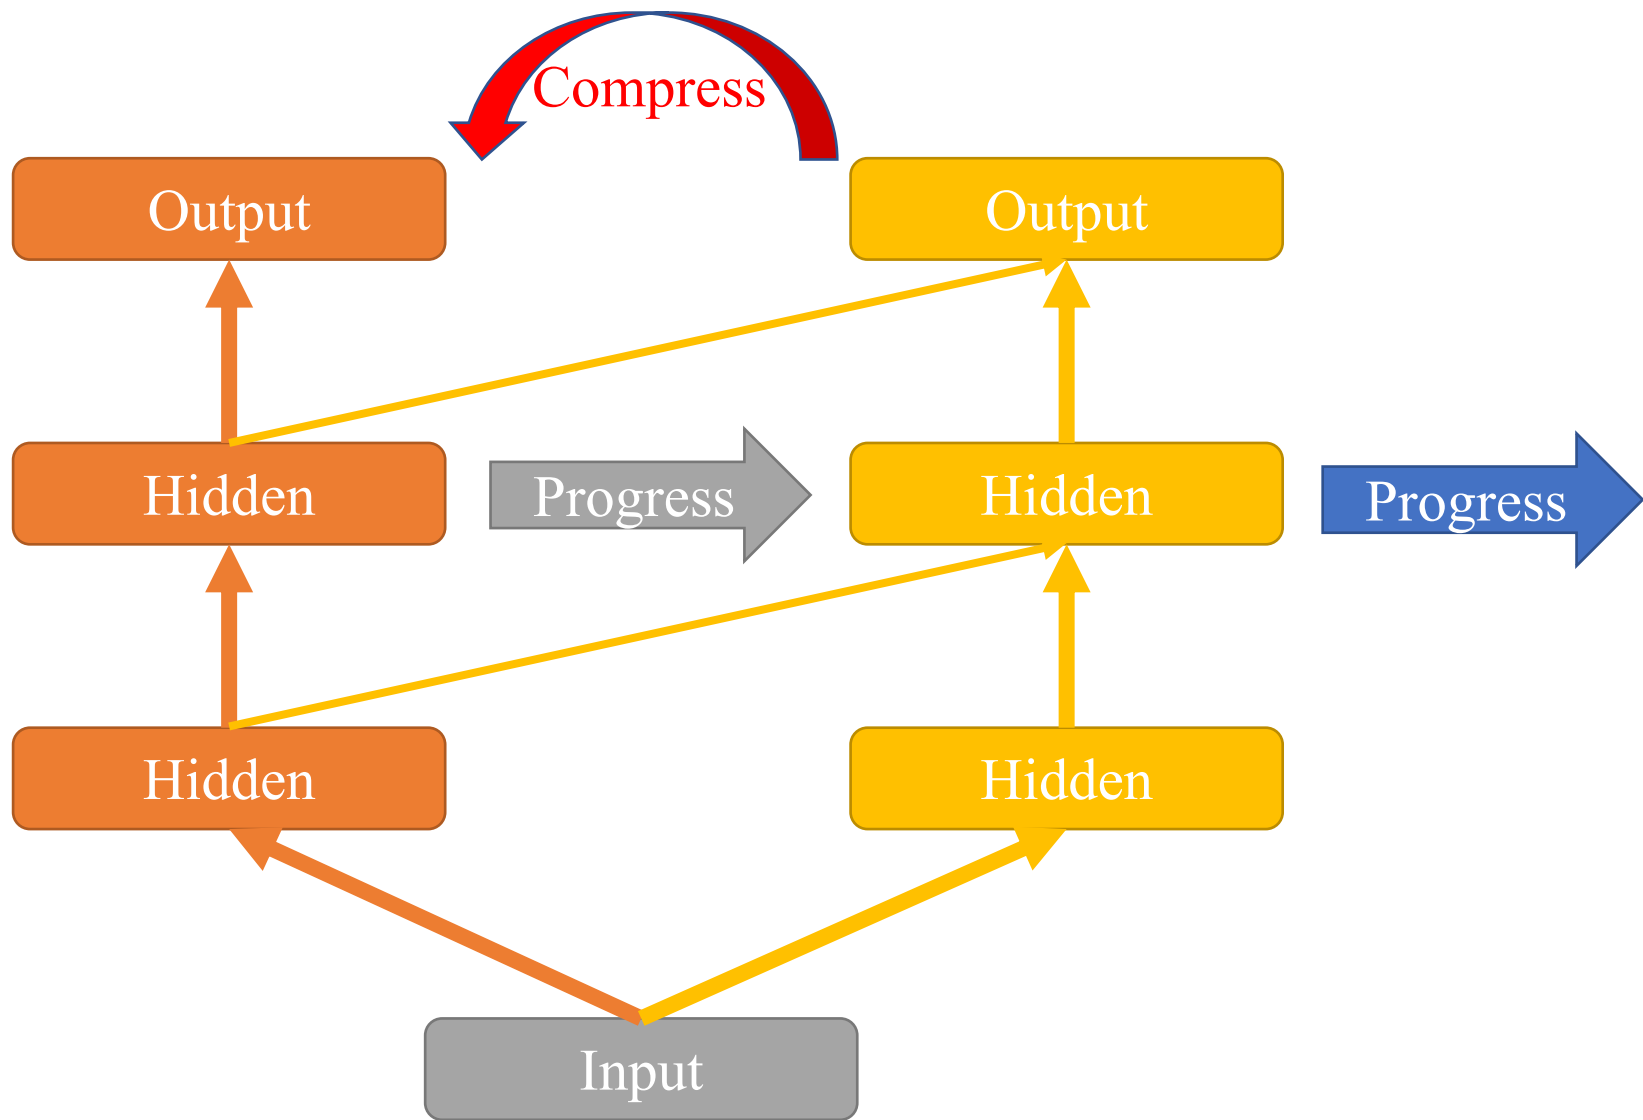 Compress
Output
Output
Hidden
Progress
Hidden
Progress
Hidden
Hidden
Input